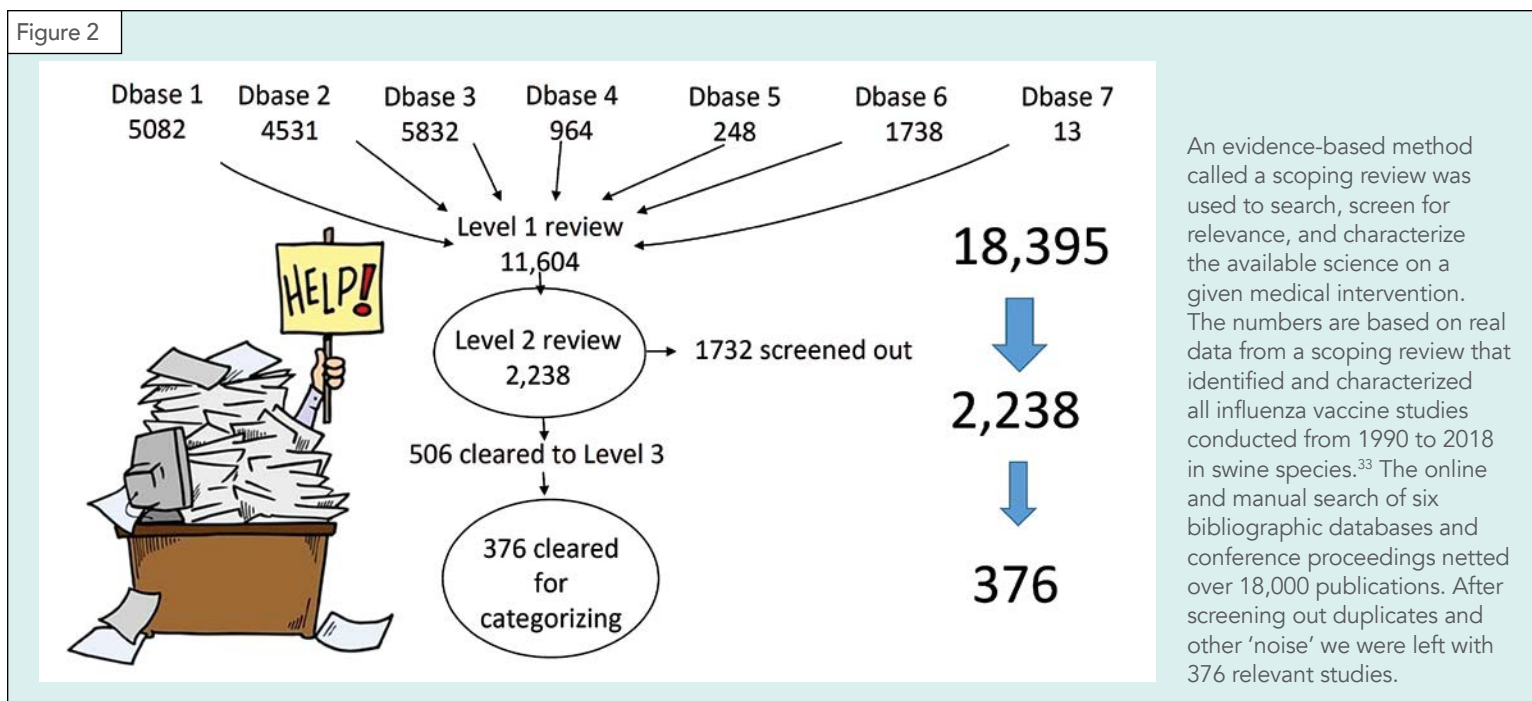 Figure 2
Dbase 1 Dbase 2 Dbase 3 Dbase 4 Dbase 5 Dbase 6 Dbase 7
5082 4531 5832 964 248 1738 13
Level 1 review
11,604
HELP!
Level 2 review
2,238
1732 screened out
506 cleared to Level 3
376 cleared
for
categorizing
18,395
2,238
376
An evidence-based method
called a scoping review was
used to search, screen for
relevance, and characterize
the available science on a
given medical intervention.
The numbers are based on real
data from a scoping review that
identified and characterized
all influenza vaccine studies
conducted from 1990 to 2018
in swine species.³³ The online
and manual search of six
bibliographic databases and
conference proceedings netted
over 18,000 publications. After
screening out duplicates and
other ‘noise’ we were left with
376 relevant studies.